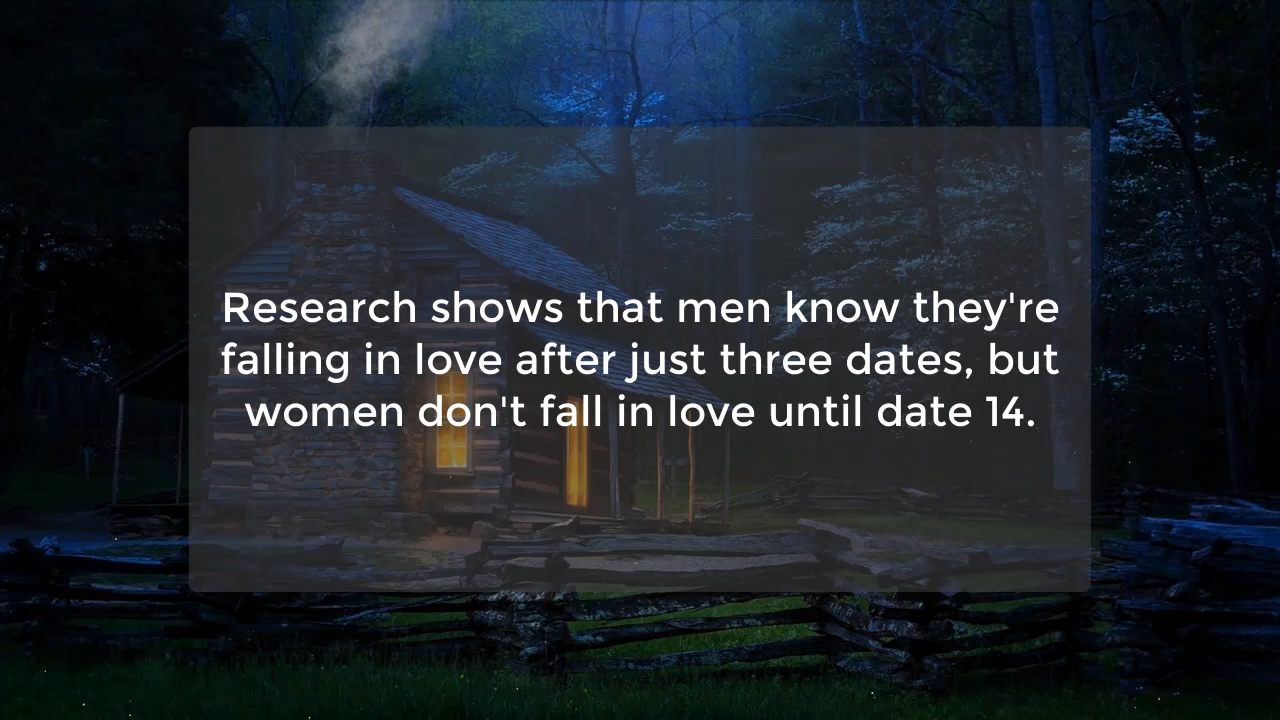 Research shows that men know they're
falling in love after just three dates, but
women don't fall in love until date 14.